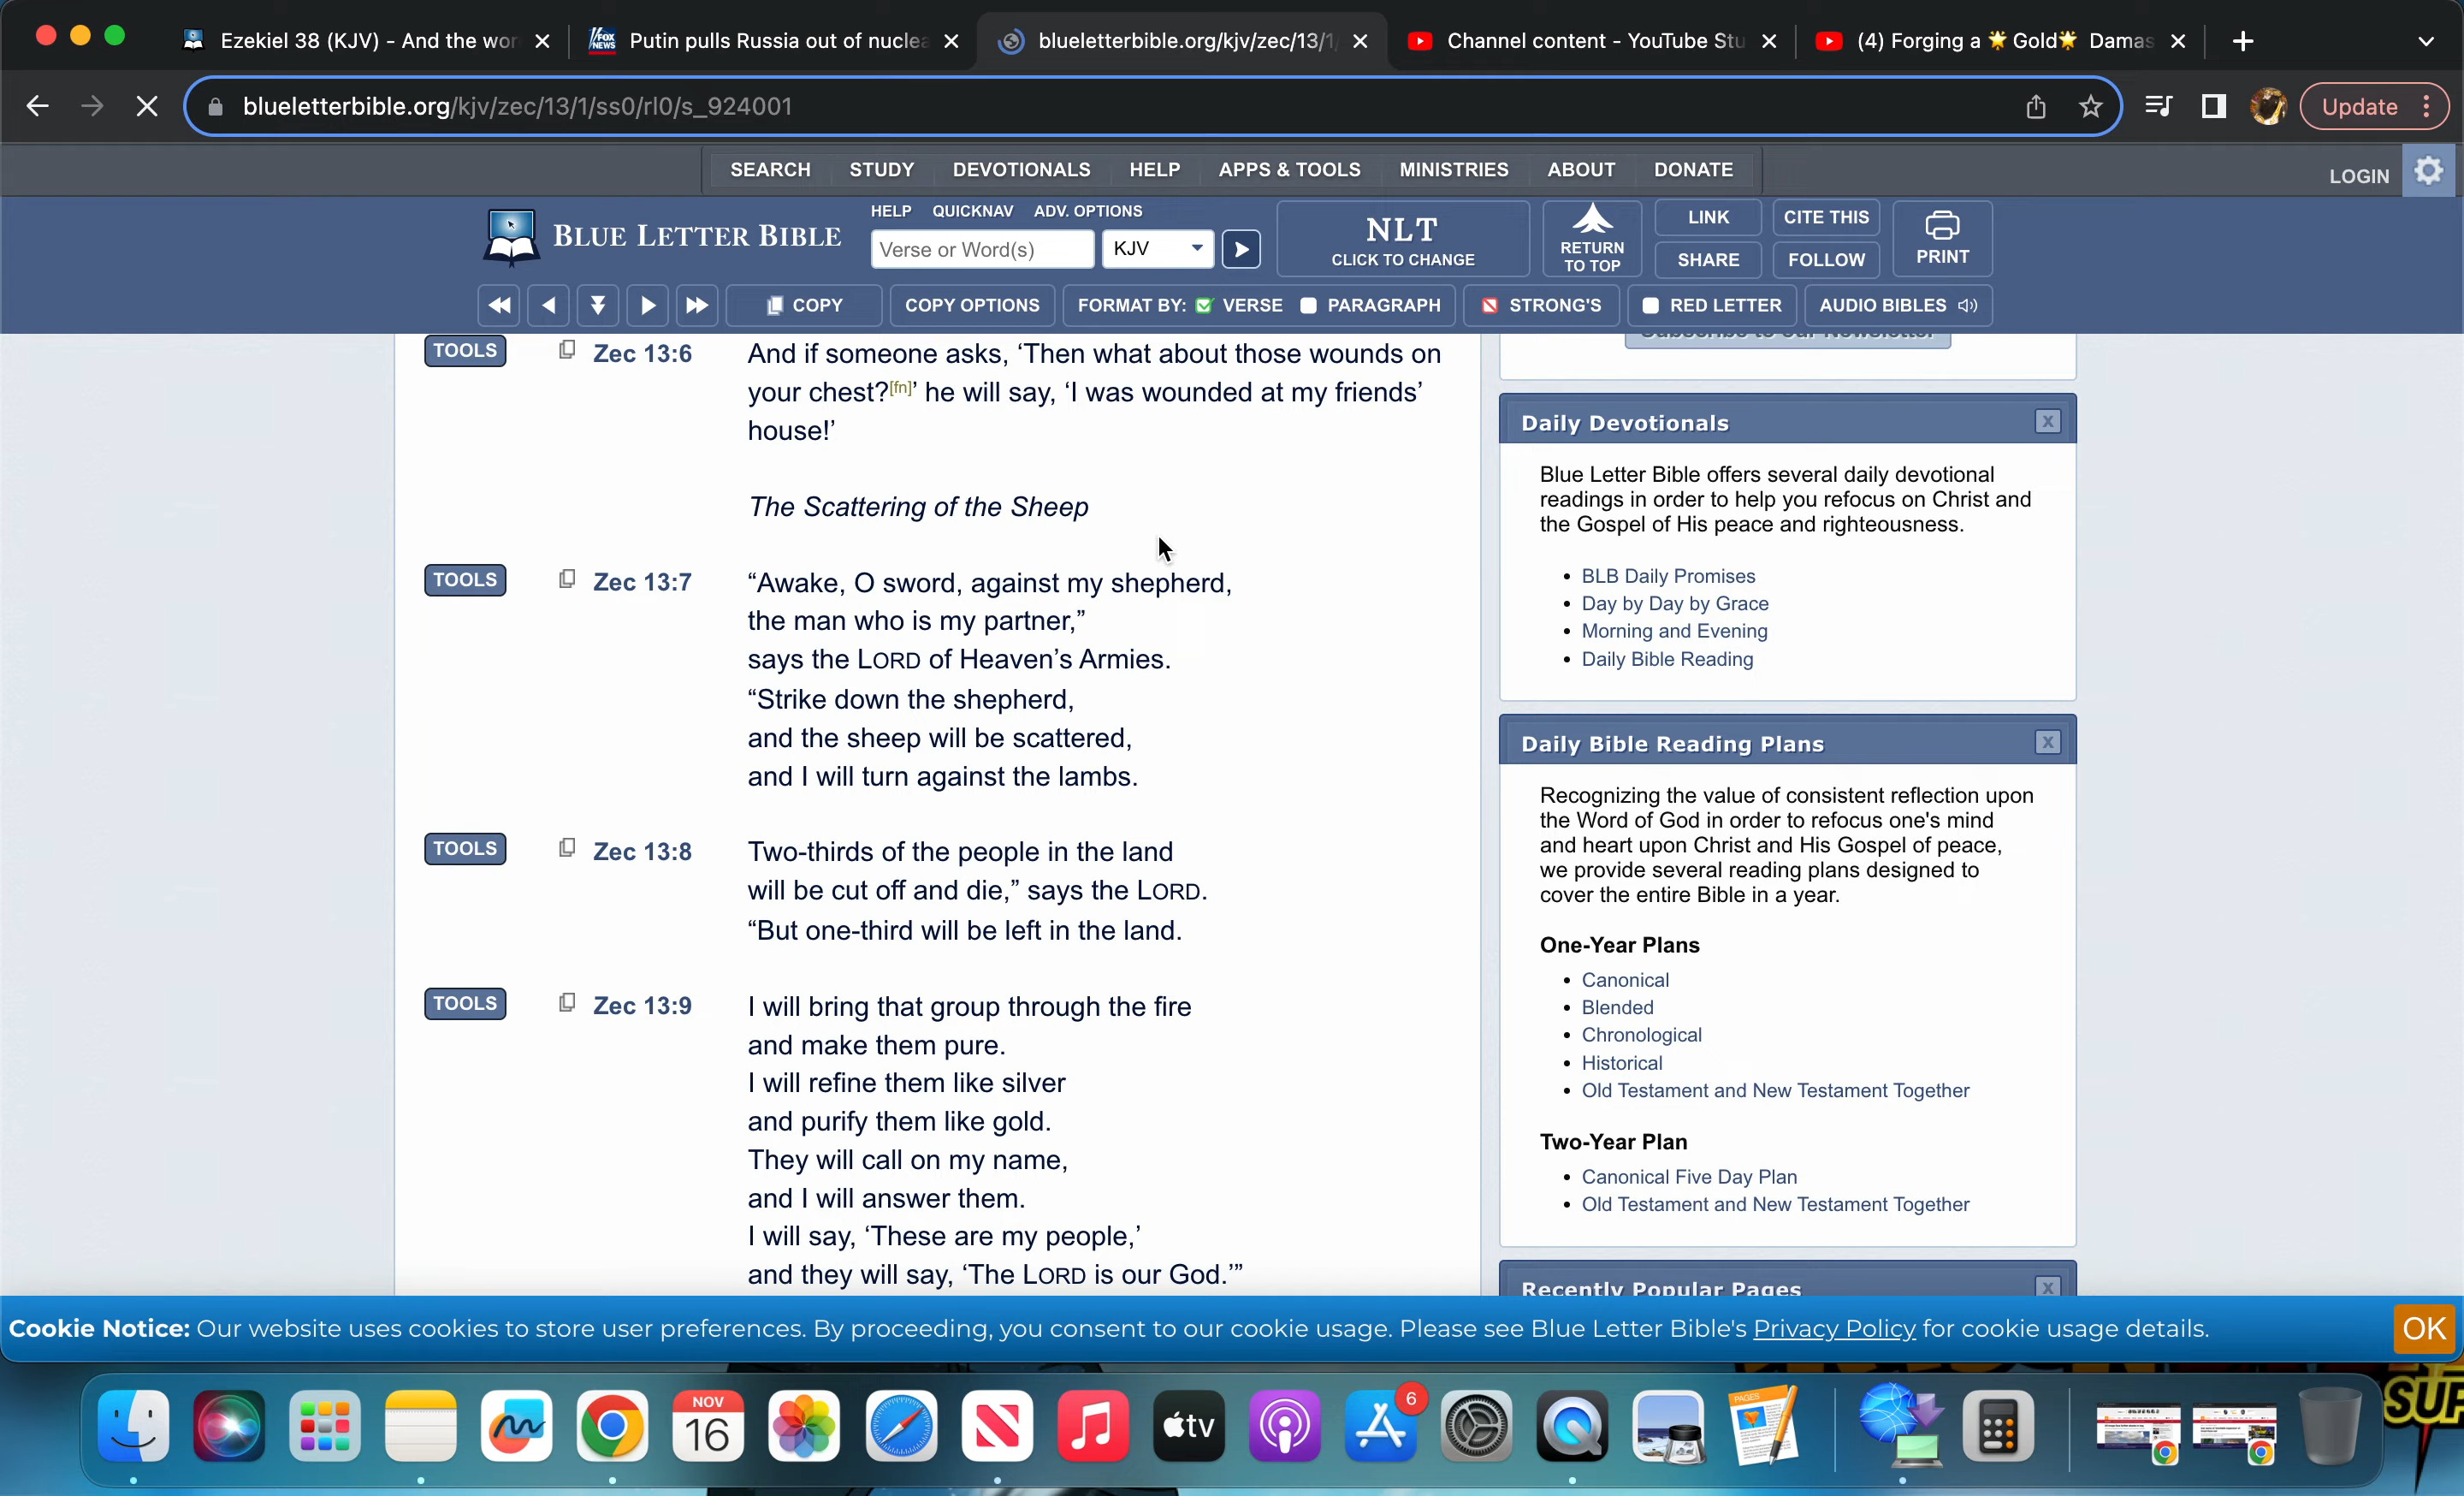 Ezekiel 38 (KJV) - And the wor
Putin pulls Russia out of nuclea
blueletterbible.org/kjv/zec/13/1/
Channel content - YouTube Stu
(4) Forging a 🌟 Gold🌟 Damas
blueletterbible.org/kjv/zec/13/1/ss0/rl0/s_924001
Update
SEARCH STUDY DEVOTIONALS HELP APPS & TOOLS MINISTRIES ABOUT DONATE
LOGIN
BLUE LETTER BIBLE
HELP QUICKNAV ADV. OPTIONS
Verse or Word(s)
KJV
NLT
CLICK TO CHANGE
RETURN
TO TOP
LINK
CITE THIS
SHARE
FOLLOW
PRINT
COPY
COPY OPTIONS
FORMAT BY: VERSE PARAGRAPH
STRONG'S
RED LETTER
AUDIO BIBLES
TOOLS Zec 13:6 And if someone asks, ‘Then what about those wounds on
your chest?[fn]’ he will say, ‘I was wounded at my friends’
house!’
The Scattering of the Sheep
TOOLS Zec 13:7 “Awake, O sword, against my shepherd,
the man who is my partner,”
says the LORD of Heaven’s Armies.
“Strike down the shepherd,
and the sheep will be scattered,
and I will turn against the lambs.
TOOLS Zec 13:8 Two-thirds of the people in the land
will be cut off and die,” says the LORD.
“But one-third will be left in the land.
TOOLS Zec 13:9 I will bring that group through the fire
and make them pure.
I will refine them like silver
and purify them like gold.
They will call on my name,
and I will answer them.
I will say, ‘These are my people,’
and they will say, ‘The LORD is our God.’”
Subscribe to Our Newsletter
Daily Devotionals
X
Blue Letter Bible offers several daily devotional
readings in order to help you refocus on Christ and
the Gospel of His peace and righteousness.
• BLB Daily Promises
• Day by Day by Grace
• Morning and Evening
• Daily Bible Reading
Daily Bible Reading Plans
X
Recognizing the value of consistent reflection upon
the Word of God in order to refocus one's mind
and heart upon Christ and His Gospel of peace,
we provide several reading plans designed to
cover the entire Bible in a year.
One-Year Plans
• Canonical
• Blended
• Chronological
• Historical
• Old Testament and New Testament Together
Two-Year Plan
• Canonical Five Day Plan
• Old Testament and New Testament Together
Recently Popular Pages
X
Cookie Notice: Our website uses cookies to store user preferences. By proceeding, you consent to our cookie usage. Please see Blue Letter Bible's Privacy Policy for cookie usage details.
OK
NOV
16
tv
6
PAGES
SUP